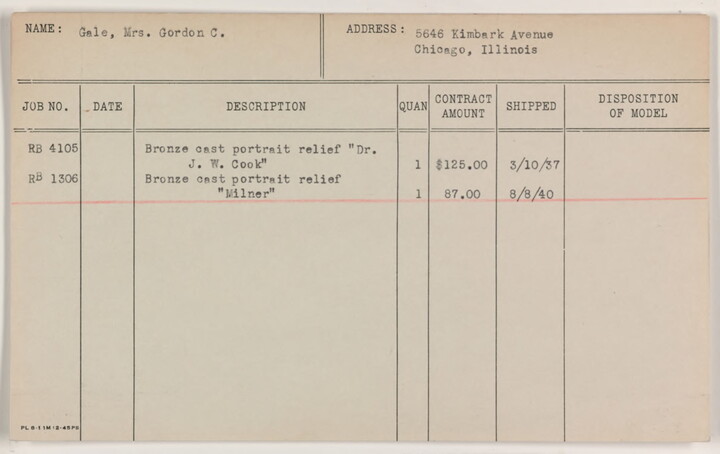 NAME: Gale, Mrs. Gordon C.
ADDRESS: 5646 Kimbark Avenue
Chicago, Illinois
JOB NO. DATE DESCRIPTION QUAN CONTRACT AMOUNT SHIPPED DISPOSITION OF MODEL
RB 4105 Bronze cast portrait relief "Dr.
J. W. Cook" 1 $125.00 3/10/37
RB 1306 Bronze cast portrait relief
"Milner" 1 87.00 8/8/40